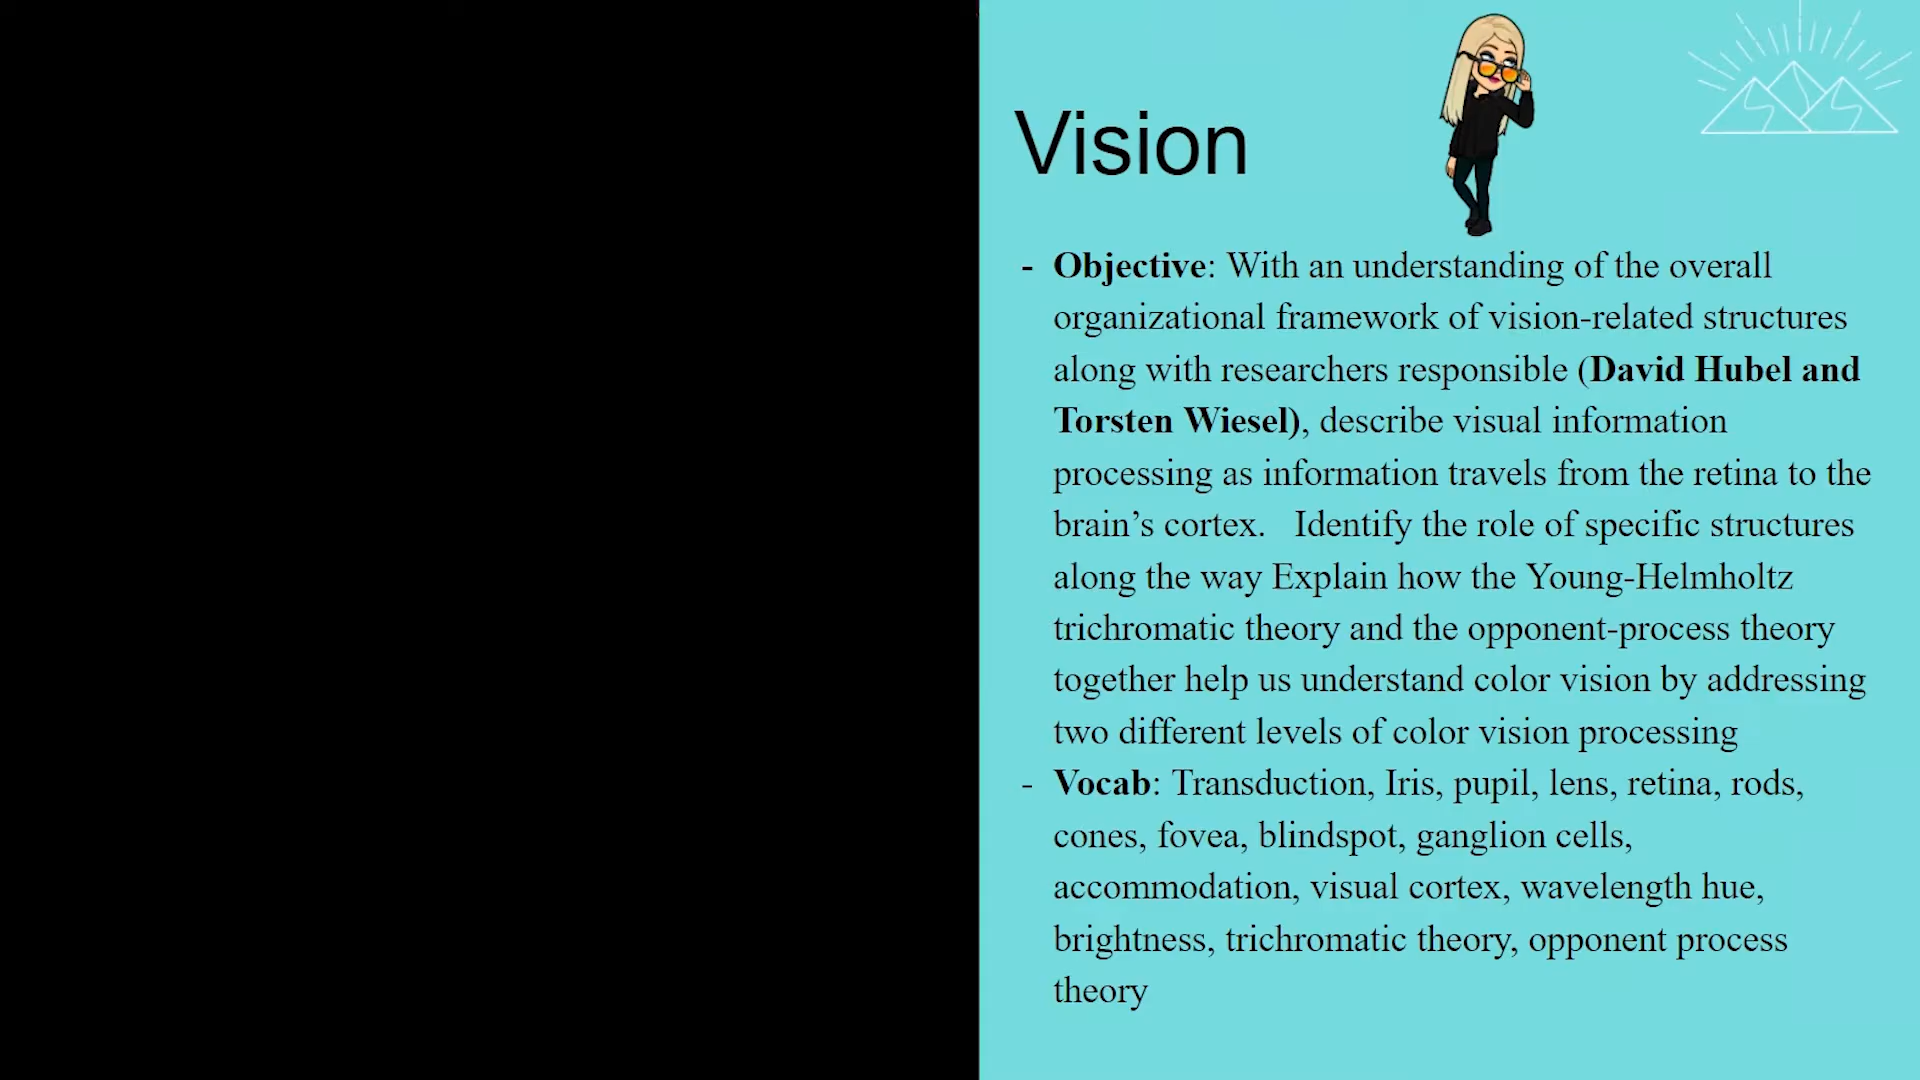 Vision
- Objective: With an understanding of the overall
organizational framework of vision-related structures
along with researchers responsible (David Hubel and
Torsten Wiesel), describe visual information
processing as information travels from the retina to the
brain’s cortex.   Identify the role of specific structures
along the way Explain how the Young-Helmholtz
trichromatic theory and the opponent-process theory
together help us understand color vision by addressing
two different levels of color vision processing
- Vocab: Transduction, Iris, pupil, lens, retina, rods,
cones, fovea, blindspot, ganglion cells,
accommodation, visual cortex, wavelength hue,
brightness, trichromatic theory, opponent process
theory